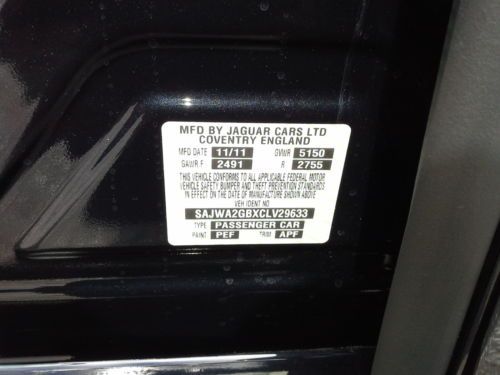 MFD BY JAGUAR CARS LTD
COVENTRY ENGLAND
MFD DATE 11/11 GVWR 5150
GAWR F 2491 R 2755
THIS VEHICLE CONFORMS TO ALL APPLICABLE FEDERAL MOTOR
VEHICLE SAFETY BUMPER AND THEFT PREVENTION STANDARDS
IN EFFECT ON THE DATE OF MANUFACTURE SHOWN ABOVE
VEH IDENT NO
SAJWA2GBXCLV29633
TYPE PASSENGER CAR
PAINT PEF TRIM APF